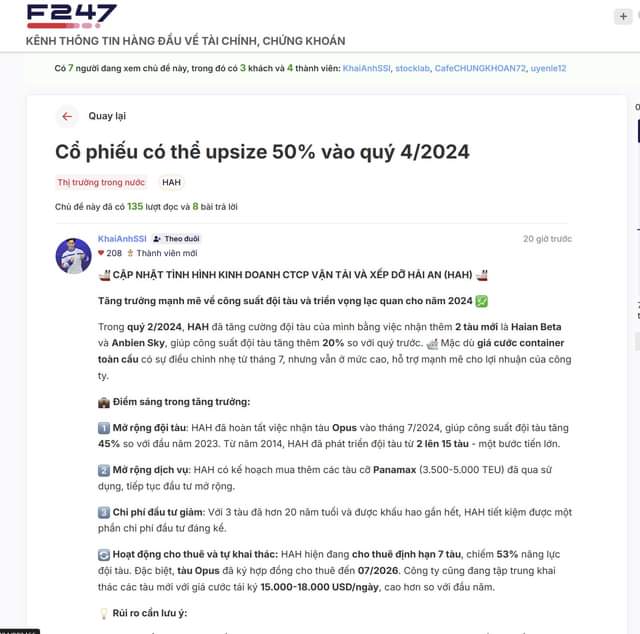 F247
KÊNH THÔNG TIN HÀNG ĐẦU VỀ TÀI CHÍNH, CHỨNG KHOÁN
Có 7 người đang xem chủ đề này, trong đó có 3 khách và 4 thành viên: KhaiAnhSSI, stocklab, CafeCHUNGKHOAN72, uyenle12
Quay lại
Cổ phiếu có thể upsize 50% vào quý 4/2024
Thị trường trong nước HAH
Chủ đề này đã có 135 lượt đọc và 8 bài trả lời
KhaiAnhSSI Theo đuôi 20 giờ trước
208 Thành viên mới
CẬP NHẬT TÌNH HÌNH KINH DOANH CTCP VẬN TẢI VÀ XẾP DỠ HẢI AN (HAH)
Tăng trưởng mạnh mẽ về công suất đội tàu và triển vọng lạc quan cho năm 2024
Trong quý 2/2024, HAH đã tăng cường đội tàu của mình bằng việc nhận thêm 2 tàu mới là Haian Beta
và Anbien Sky, giúp công suất đội tàu tăng thêm 20% so với quý trước. Mặc dù giá cước container
toàn cầu có sự điều chỉnh nhẹ từ tháng 7, nhưng vẫn ở mức cao, hỗ trợ mạnh mẽ cho lợi nhuận của công
ty.
Điểm sáng trong tăng trưởng:
1 Mở rộng đội tàu: HAH đã hoàn tất việc nhận tàu Opus vào tháng 7/2024, giúp công suất đội tàu tăng
45% so với đầu năm 2023. Từ năm 2014, HAH đã phát triển đội tàu từ 2 lên 15 tàu - một bước tiến lớn.
2 Mở rộng dịch vụ: HAH có kế hoạch mua thêm các tàu cỡ Panamax (3.500-5.000 TEU) đã qua sử
dụng, tiếp tục đầu tư mở rộng.
3 Chi phí đầu tư giảm: Với 3 tàu đã hơn 20 năm tuổi và được khấu hao gần hết, HAH tiết kiệm được một
phần chi phí đầu tư đáng kể.
Hoạt động cho thuê và tự khai thác: HAH hiện đang cho thuê định hạn 7 tàu, chiếm 53% năng lực
đội tàu. Đặc biệt, tàu Opus đã ký hợp đồng cho thuê đến 07/2026. Công ty cũng đang tập trung khai
thác các tàu mới với giá cước tái ký 15.000-18.000 USD/ngày, cao hơn so với đầu năm.
Rủi ro cần lưu ý: